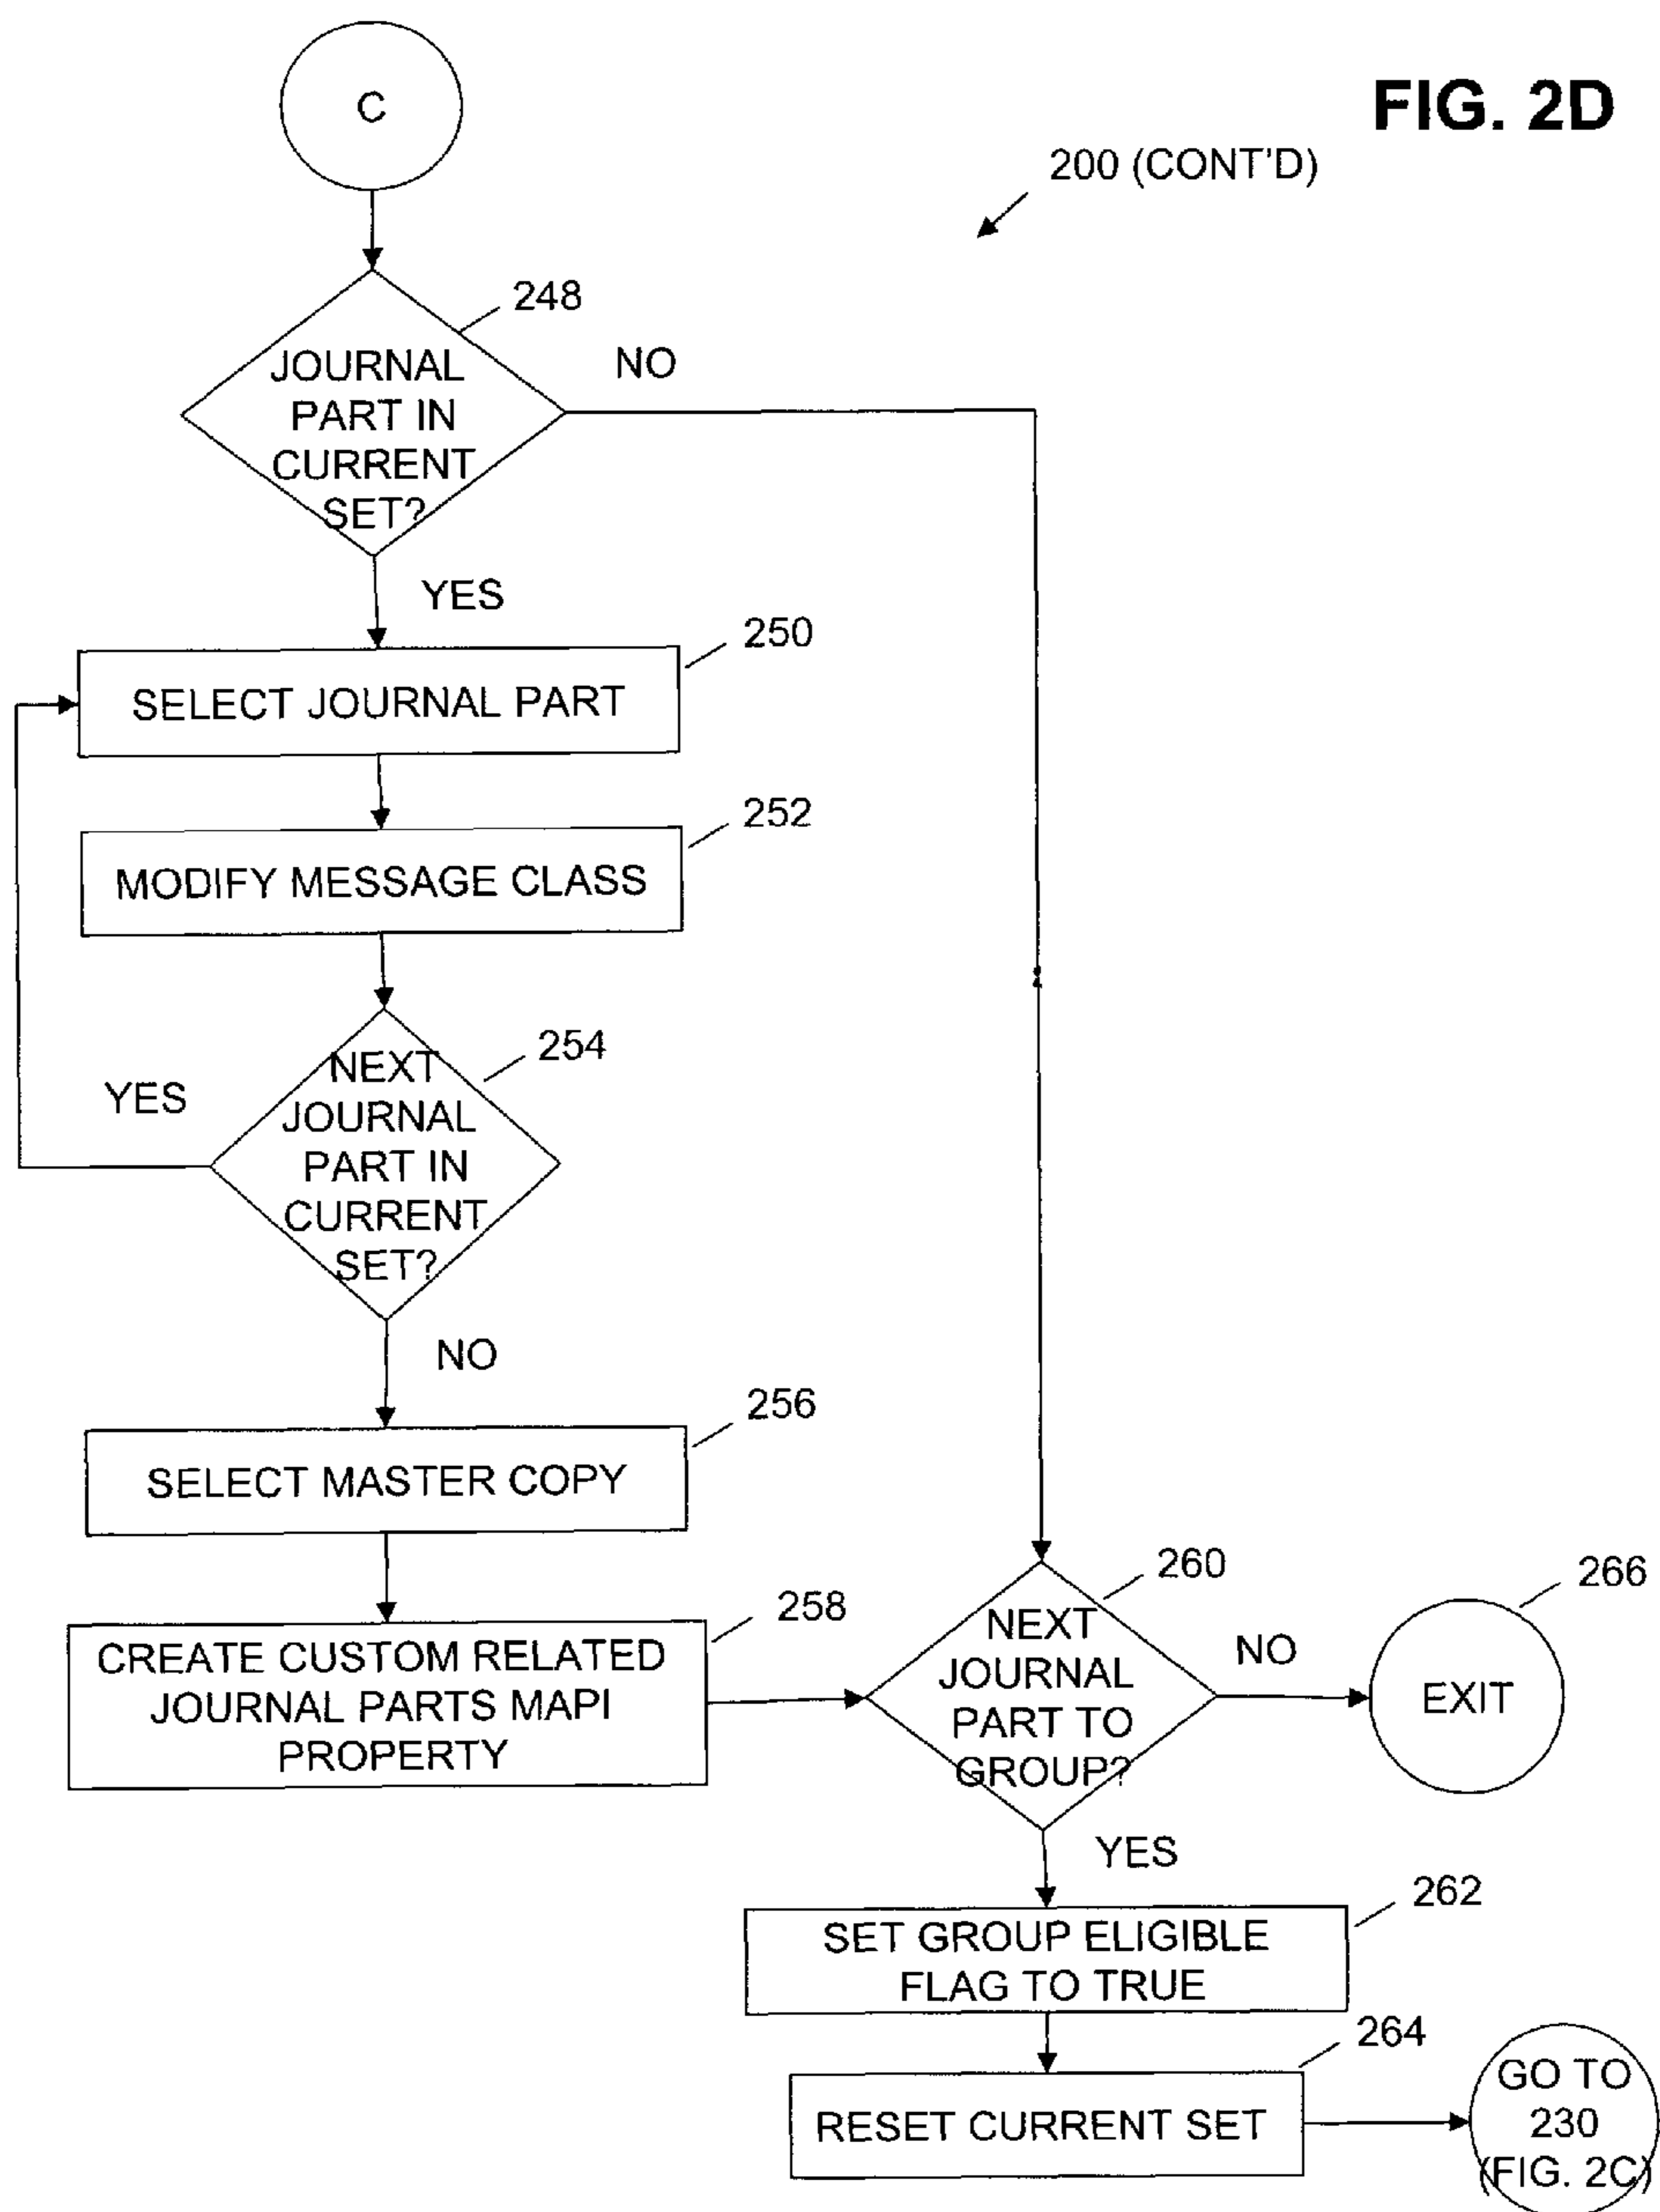 FIG. 2D
200 (CONT'D)
C
248
JOURNAL
PART IN
CURRENT
SET?
NO
YES
250
SELECT JOURNAL PART
252
MODIFY MESSAGE CLASS
254
NEXT
JOURNAL
PART IN
CURRENT
SET?
YES
NO
256
SELECT MASTER COPY
258
CREATE CUSTOM RELATED
JOURNAL PARTS MAPI
PROPERTY
260
NEXT
JOURNAL
PART TO
GROUP?
NO
266
EXIT
YES
262
SET GROUP ELIGIBLE
FLAG TO TRUE
264
RESET CURRENT SET
GO TO
230
(FIG. 2C)